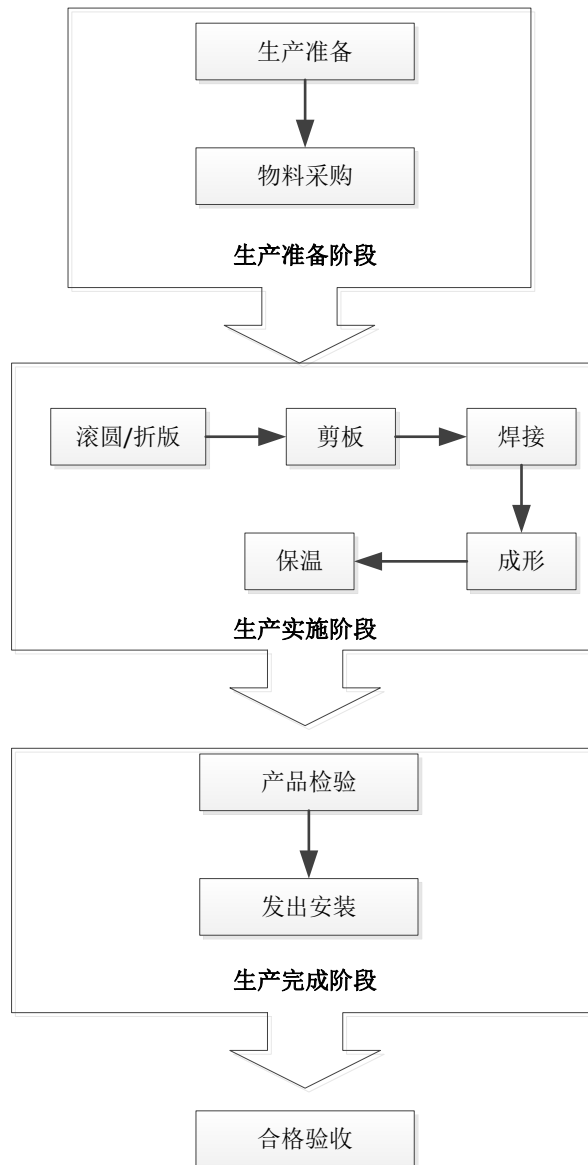 生产准备
物料采购
生产准备阶段
滚圆/折版
剪板
焊接
保温
成形
生产实施阶段
产品检验
发出安装
生产完成阶段
合格验收